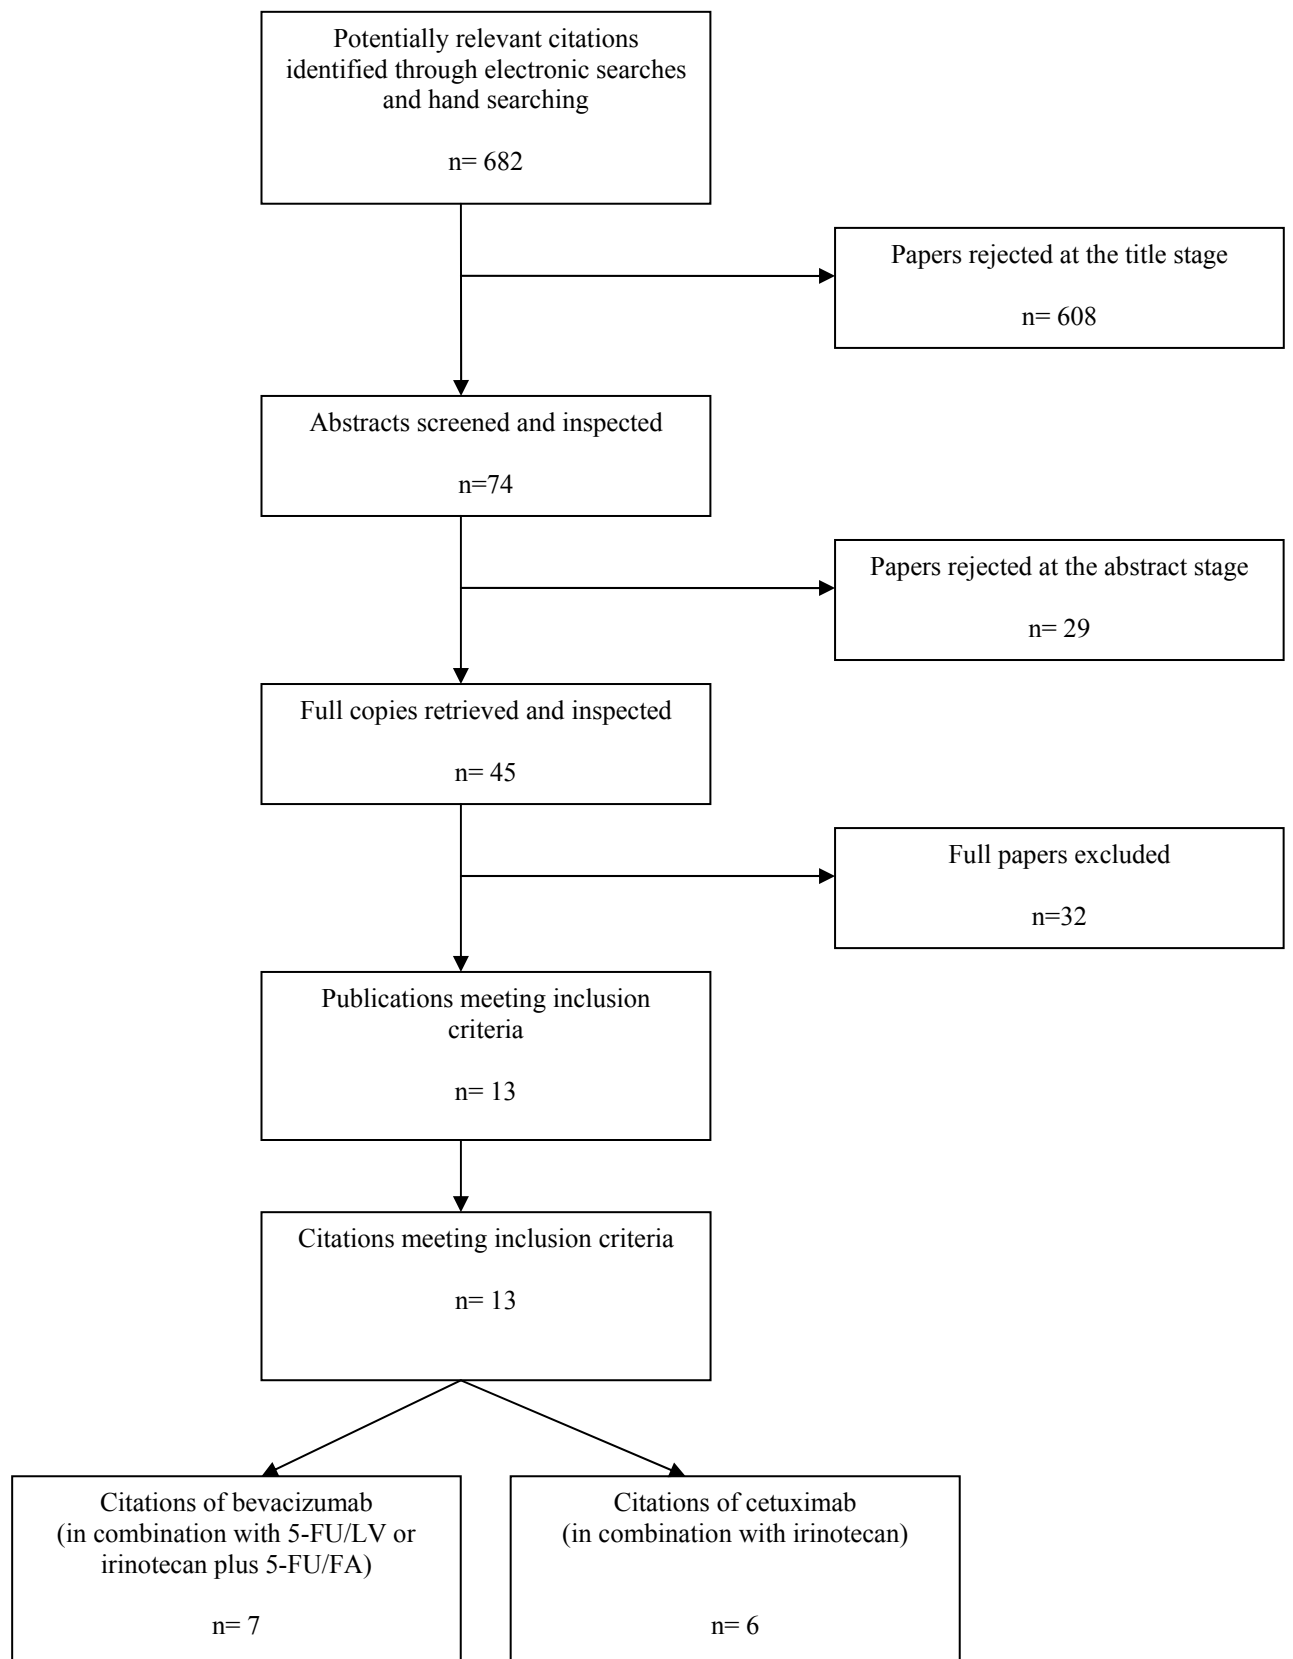 Potentially relevant citations
identified through electronic searches
and hand searching
n= 682
Papers rejected at the title stage
n= 608
Abstracts screened and inspected
n=74
Papers rejected at the abstract stage
n= 29
Full copies retrieved and inspected
n= 45
Full papers excluded
n=32
Publications meeting inclusion
criteria
n= 13
Citations meeting inclusion criteria
n= 13
Citations of bevacizumab
(in combination with 5-FU/LV or
irinotecan plus 5-FU/FA)
n= 7
Citations of cetuximab
(in combination with irinotecan)
n= 6